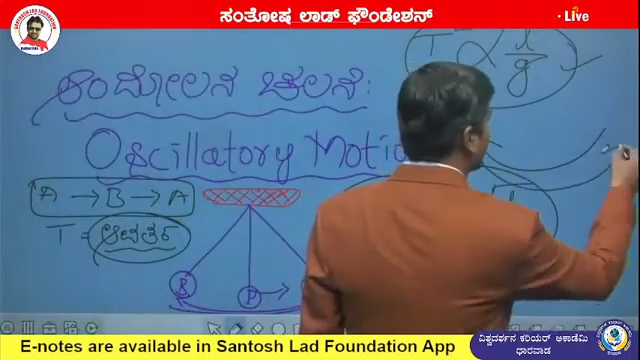 ಸಂತೋಷ ಲಾಡ್ ಫೌಂಡೇಶನ್
Live
T ∝ l/g
ಆಂದೋಲನ ಚಲನೆ:
Oscillatory Motio
A → B → A
T = ಆವರ್ತ
R
P
E-notes are available in Santosh Lad Foundation App
ವಿಶ್ವದರ್ಶನ ಕರಿಯರ್ ಅಕಾಡೆಮಿ
ಧಾರವಾಡ